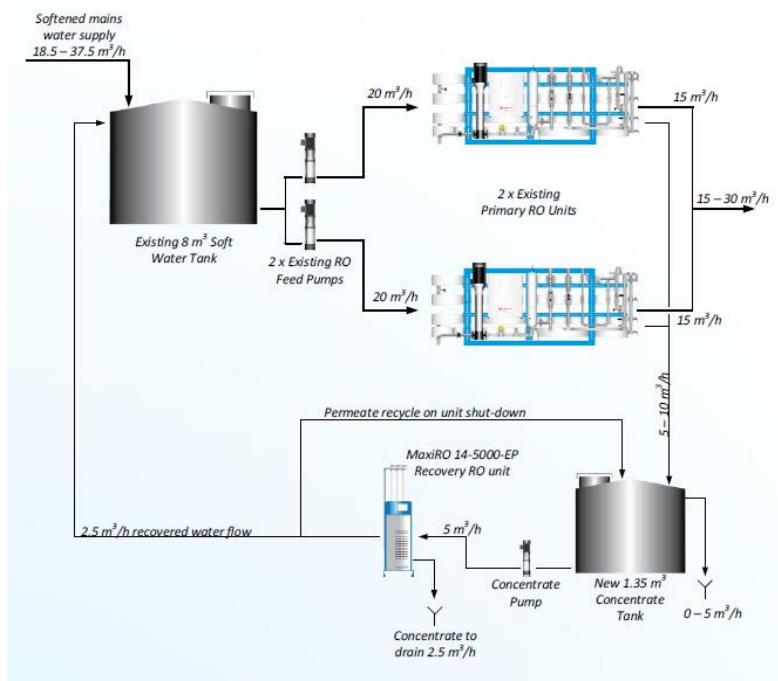 Softened mains
water supply
18.5 – 37.5 m³/h
20 m³/h
15 m³/h
2 x Existing
Primary RO Units
15 – 30 m³/h
Existing 8 m³ Soft
Water Tank
2 x Existing RO
Feed Pumps
20 m³/h
15 m³/h
5 – 10 m³/h
Permeate recycle on unit shut-down
MaxiRO 14-5000-EP
Recovery RO unit
2.5 m³/h recovered water flow
5 m³/h
Concentrate
Pump
New 1.35 m³
Concentrate
Tank
0 – 5 m³/h
Concentrate to
drain 2.5 m³/h